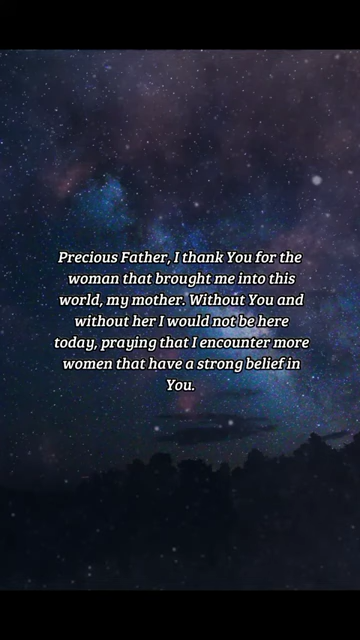 Precious Father, I thank You for the
woman that brought me into this
world, my mother. Without You and
without her I would not be here
today, praying that I encounter more
women that have a strong belief in
You.